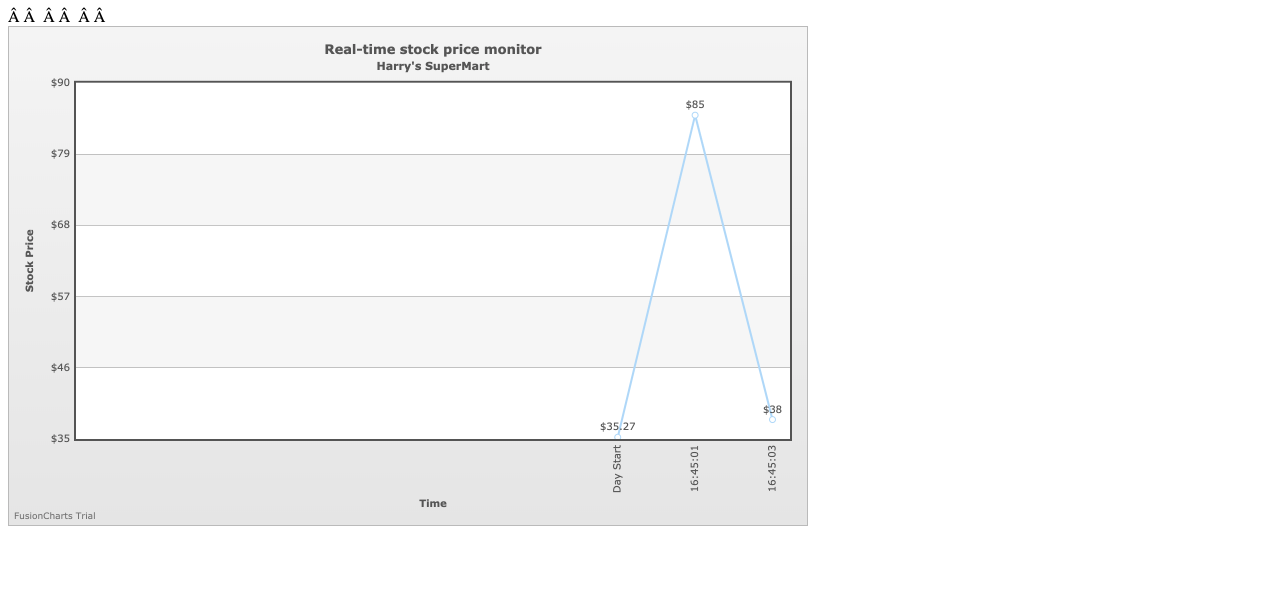 Â Â  Â Â  Â Â
Real-time stock price monitor
Harry's SuperMart
$90
$79
$68
$57
$46
$35
Stock Price
$85
$35.27
$38
Day Start
16:45:01
16:45:03
Time
FusionCharts Trial